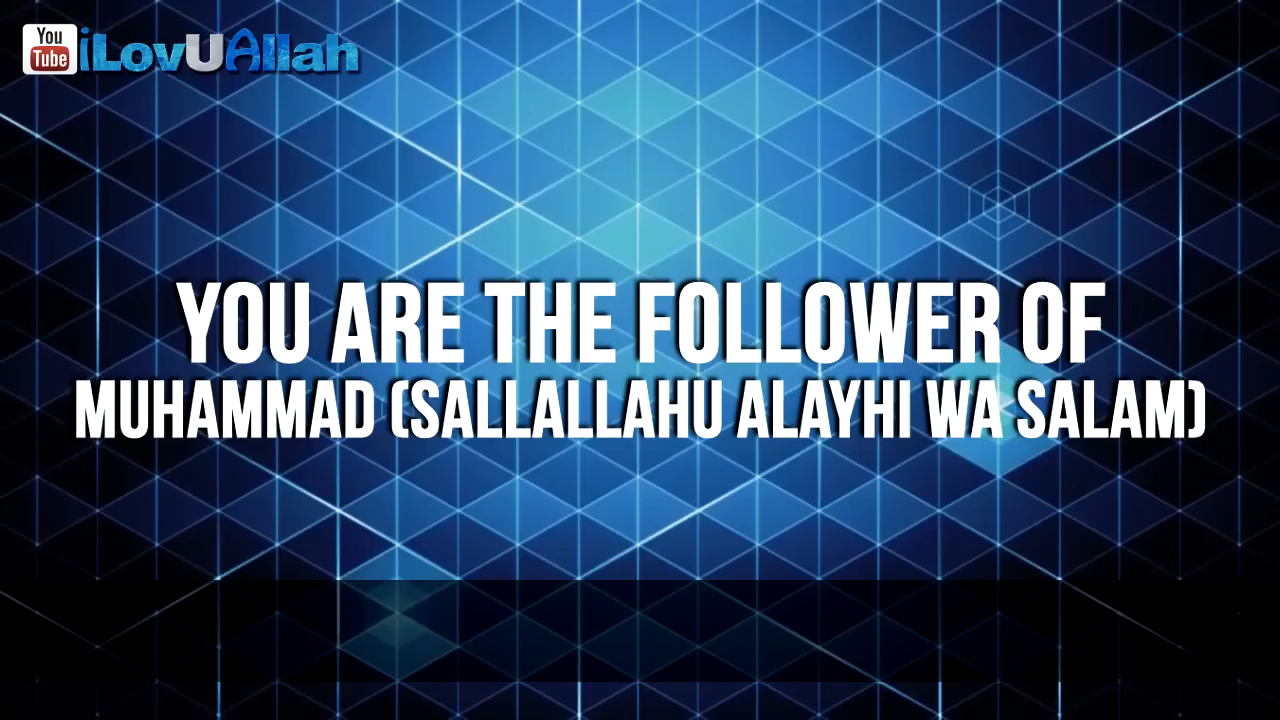 You
Tube
iLovUAllah
YOU ARE THE FOLLOWER OF
MUHAMMAD (SALLALLAHU ALAYHI WA SALAM)